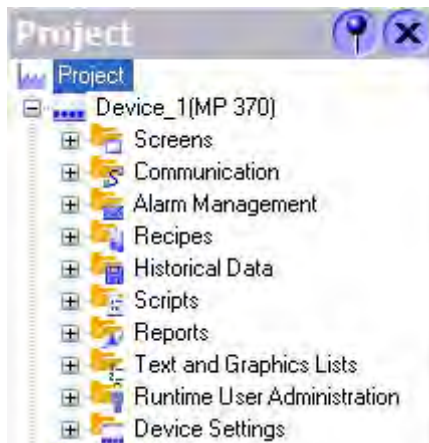 Project
Project
Device_1(MP 370)
Screens
Communication
Alarm Management
Recipes
Historical Data
Scripts
Reports
Text and Graphics Lists
Runtime User Administration
Device Settings